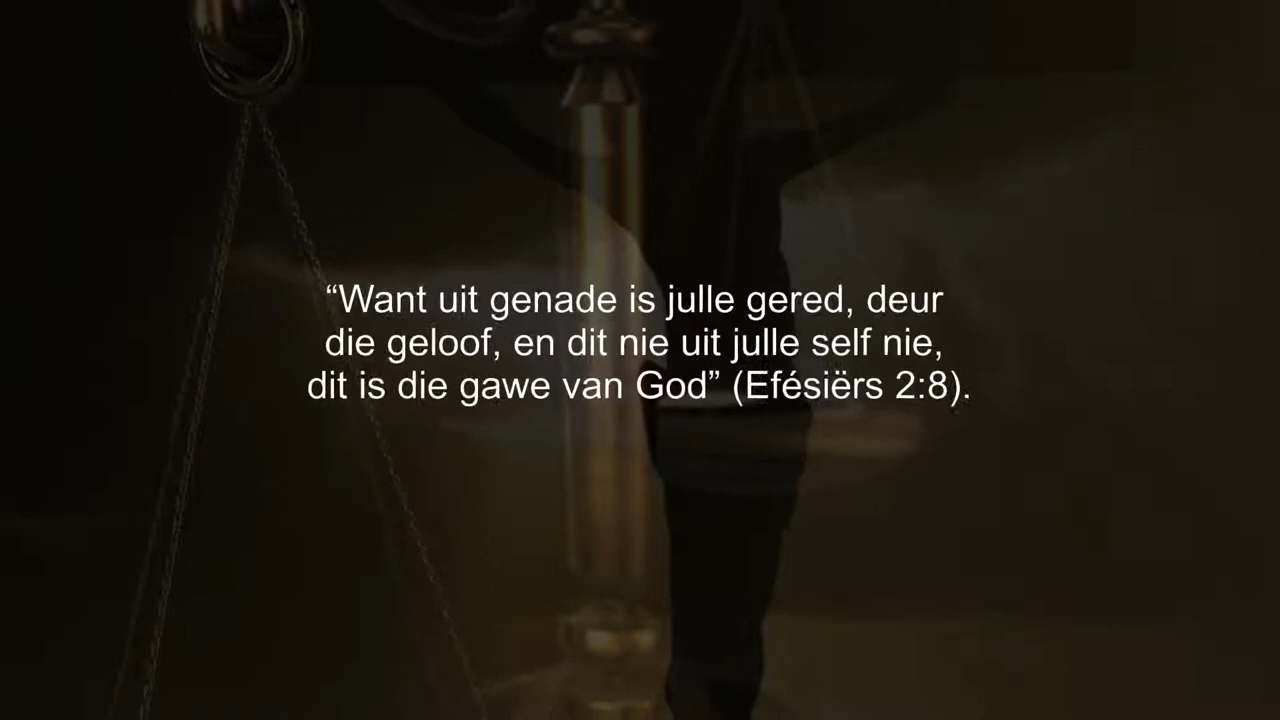 “Want uit genade is julle gered, deur
die geloof, en dit nie uit julle self nie,
dit is die gawe van God” (Efésiërs 2:8).